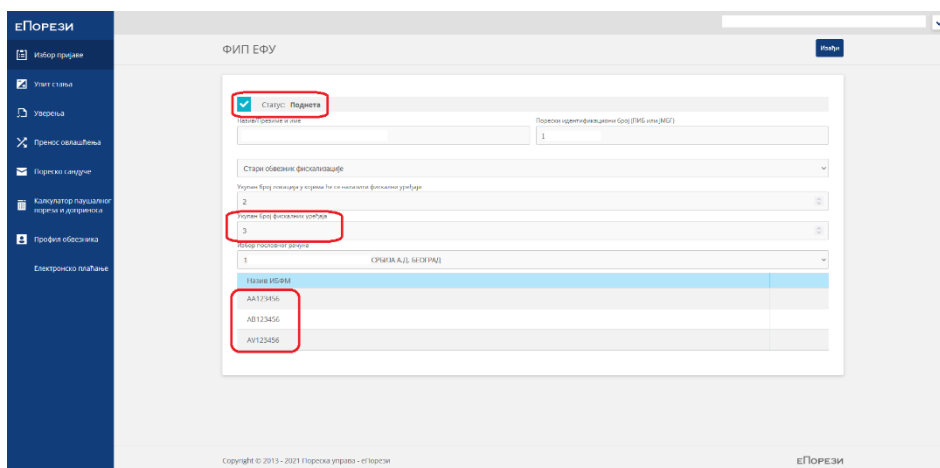 еПорези
ФИП ЕФУ
Изађи
Избор пријаве
Упит стања
Уверења
Пренос овлашћења
Пореско сандуче
Калкулатор паушалног
пореза и доприноса
Профил обвезника
Електронско плаћање
Статус: Поднета
Назив/Презиме и име
Порески идентификациони број (ПИБ или ЈМБГ)
1
Стари обвезник фискализације
Укупан број локација у којима ће се налазити фискални уређаје
2
Укупан број фискалних уређаја
3
Избор пословног рачуна
1 СРБИЈА А.Д. БЕОГРАД
Назив ИБФМ
AA123456
AB123456
AV123456
Copyright © 2013 - 2021 Пореска управа - еПорези
еПорези